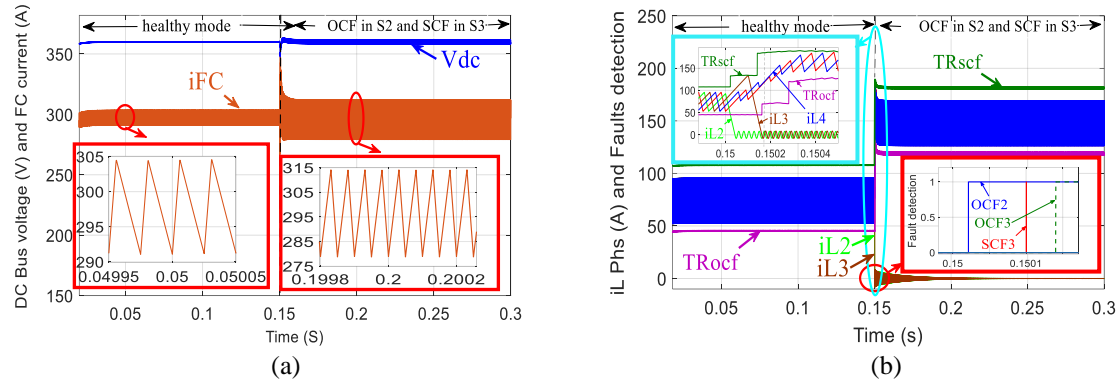 (a)
healthy mode
OCF in S2 and SCF in S3
DC Bus voltage (V) and FC current (A)
350
300
250
200
150
Vdc
iFC
305
300
295
290
0.04995
0.05
0.05005
315
310
305
300
295
290
285
280
275
0.1998
0.2
0.2002
0.05
0.1
0.15
0.2
0.25
0.3
Time (S)
(a)
(b)
healthy mode
OCF in S2 and SCF in S3
iL Phs (A) and Faults detection
250
200
150
100
50
0
TRscf
150
100
50
0
TRscf
TRocf
iL2
iL3
iL4
0.15
0.1502
0.1504
TRocf
iL2
iL3
Fault detection
1
0.5
0
OCF2
OCF3
SCF3
0.15
0.1501
0.05
0.1
0.15
0.2
0.25
0.3
Time (s)
(b)